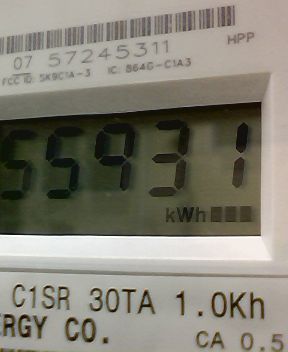 07 57245311
HPP
FCC ID: SK9C1A-3 IC: 864G-C1A3
55931
kWh
C1SR 30TA 1.0Kh
ERGY CO.
CA 0.5